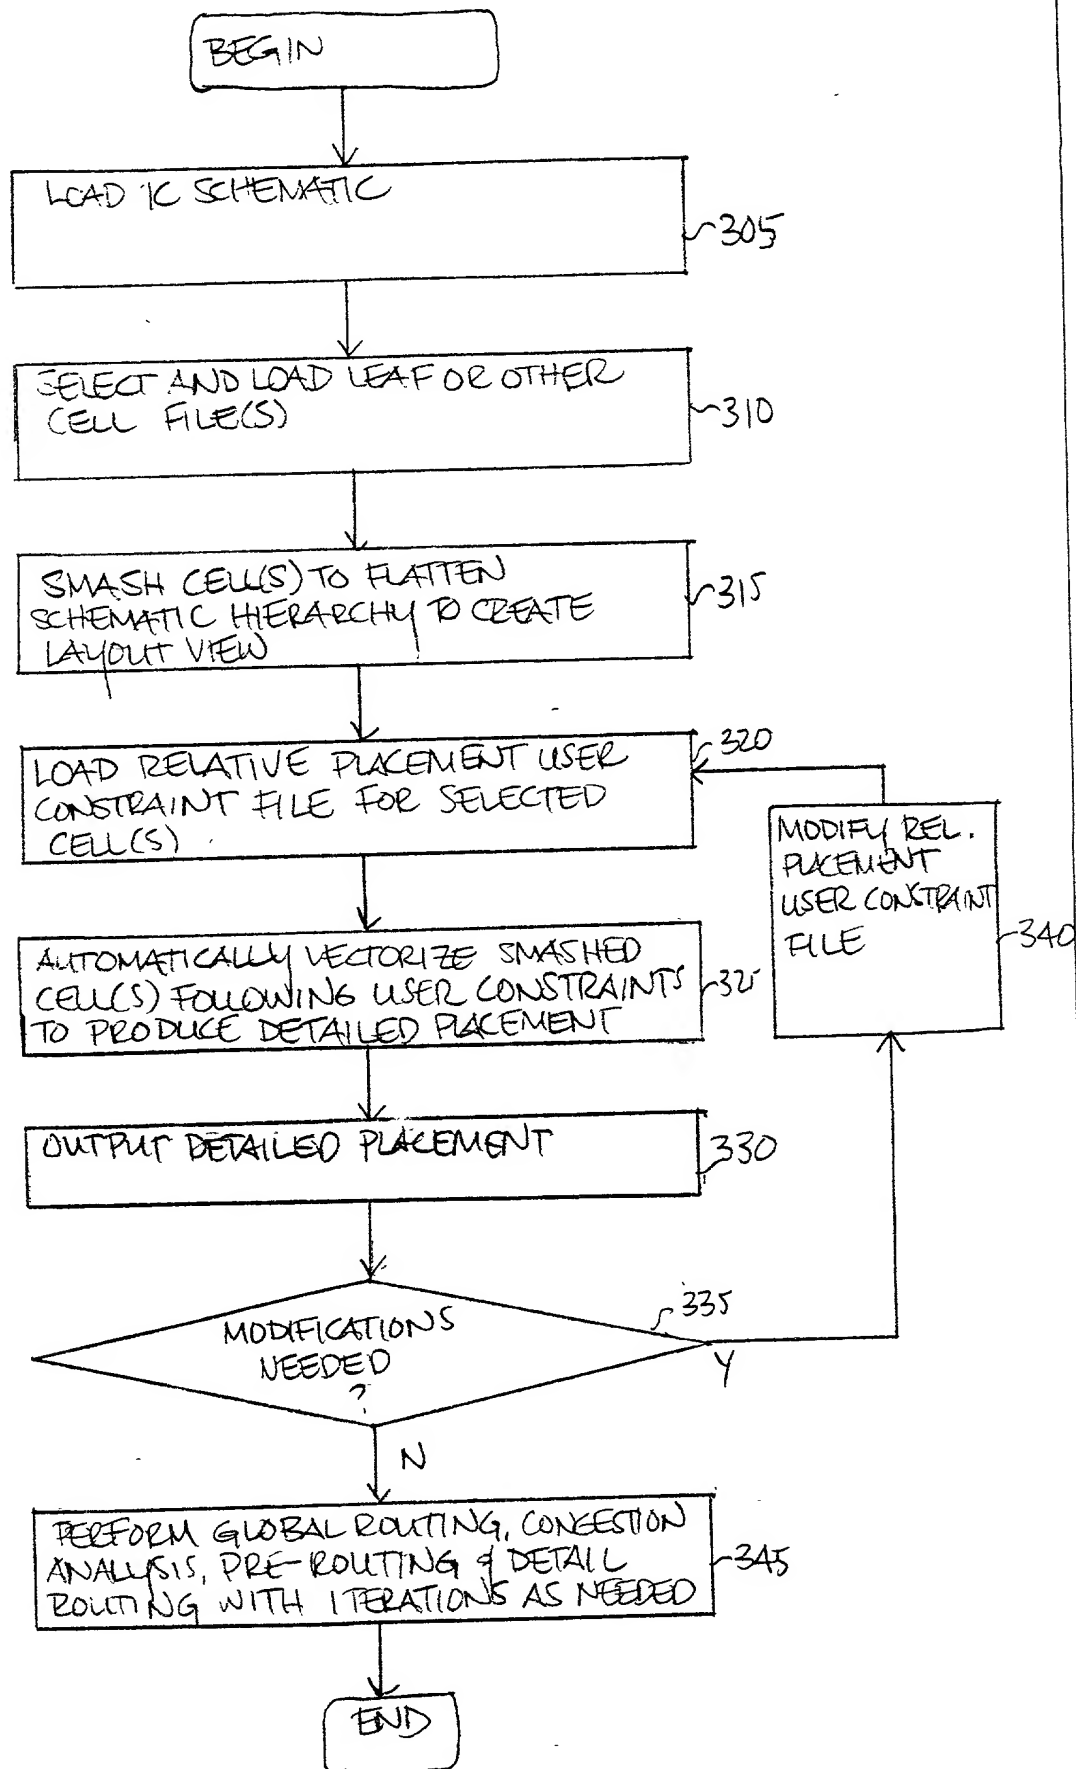 BEGIN
LOAD IC SCHEMATIC
305
SELECT AND LOAD LEAF OR OTHER
CELL FILE(S)
310
SMASH CELL(S) TO FLATTEN
SCHEMATIC HIERARCHY TO CREATE
LAYOUT VIEW
315
LOAD RELATIVE PLACEMENT USER
CONSTRAINT FILE FOR SELECTED
CELL(S)
320
MODIFY REL.
PLACEMENT
USER CONSTRAINT
FILE
340
AUTOMATICALLY VECTORIZE SMASHED
CELL(S) FOLLOWING USER CONSTRAINTS
TO PRODUCE DETAILED PLACEMENT
325
OUTPUT DETAILED PLACEMENT
330
MODIFICATIONS
NEEDED
?
335
Y
N
PERFORM GLOBAL ROUTING, CONGESTION
ANALYSIS, PRE-ROUTING & DETAIL
ROUTING WITH ITERATIONS AS NEEDED
345
END